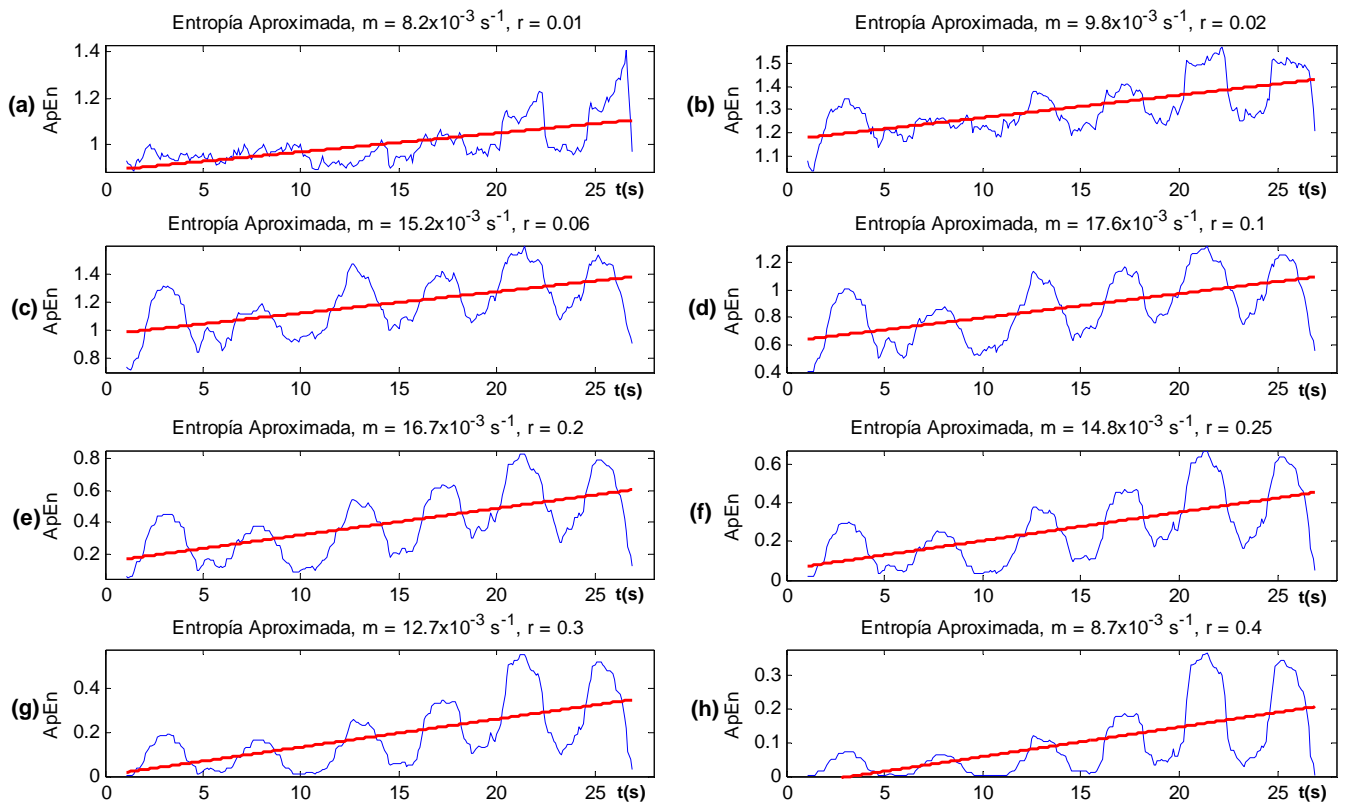 Entropía Aproximada, m = 8.2x10⁻³ s⁻¹, r = 0.01
(a)
ApEn
1.4
1.2
1
0 5 10 15 20 25 t(s)
Entropía Aproximada, m = 9.8x10⁻³ s⁻¹, r = 0.02
(b)
ApEn
1.5
1.4
1.3
1.2
1.1
0 5 10 15 20 25 t(s)
Entropía Aproximada, m = 15.2x10⁻³ s⁻¹, r = 0.06
(c)
ApEn
1.4
1.2
1
0.8
0 5 10 15 20 25 t(s)
Entropía Aproximada, m = 17.6x10⁻³ s⁻¹, r = 0.1
(d)
ApEn
1.2
1
0.8
0.6
0.4
0 5 10 15 20 25 t(s)
Entropía Aproximada, m = 16.7x10⁻³ s⁻¹, r = 0.2
(e)
ApEn
0.8
0.6
0.4
0.2
0 5 10 15 20 25 t(s)
Entropía Aproximada, m = 14.8x10⁻³ s⁻¹, r = 0.25
(f)
ApEn
0.6
0.4
0.2
0
0 5 10 15 20 25 t(s)
Entropía Aproximada, m = 12.7x10⁻³ s⁻¹, r = 0.3
(g)
ApEn
0.4
0.2
0
0 5 10 15 20 25 t(s)
Entropía Aproximada, m = 8.7x10⁻³ s⁻¹, r = 0.4
(h)
ApEn
0.3
0.2
0.1
0
0 5 10 15 20 25 t(s)